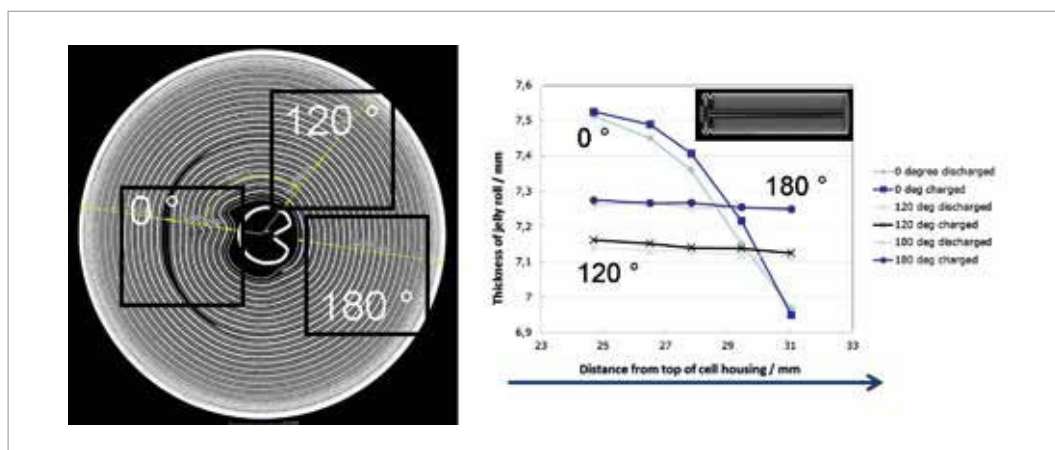 120 °
0 °
180 °
7,6
7,5
7,4
7,3
7,2
7,1
7
6,9
Thickness of jelly roll / mm
0 °
180 °
120 °
23
25
27
29
31
33
Distance from top of cell housing / mm
0 degree discharged
0 deg charged
120 deg discharged
120 deg charged
180 deg discharged
180 deg charged